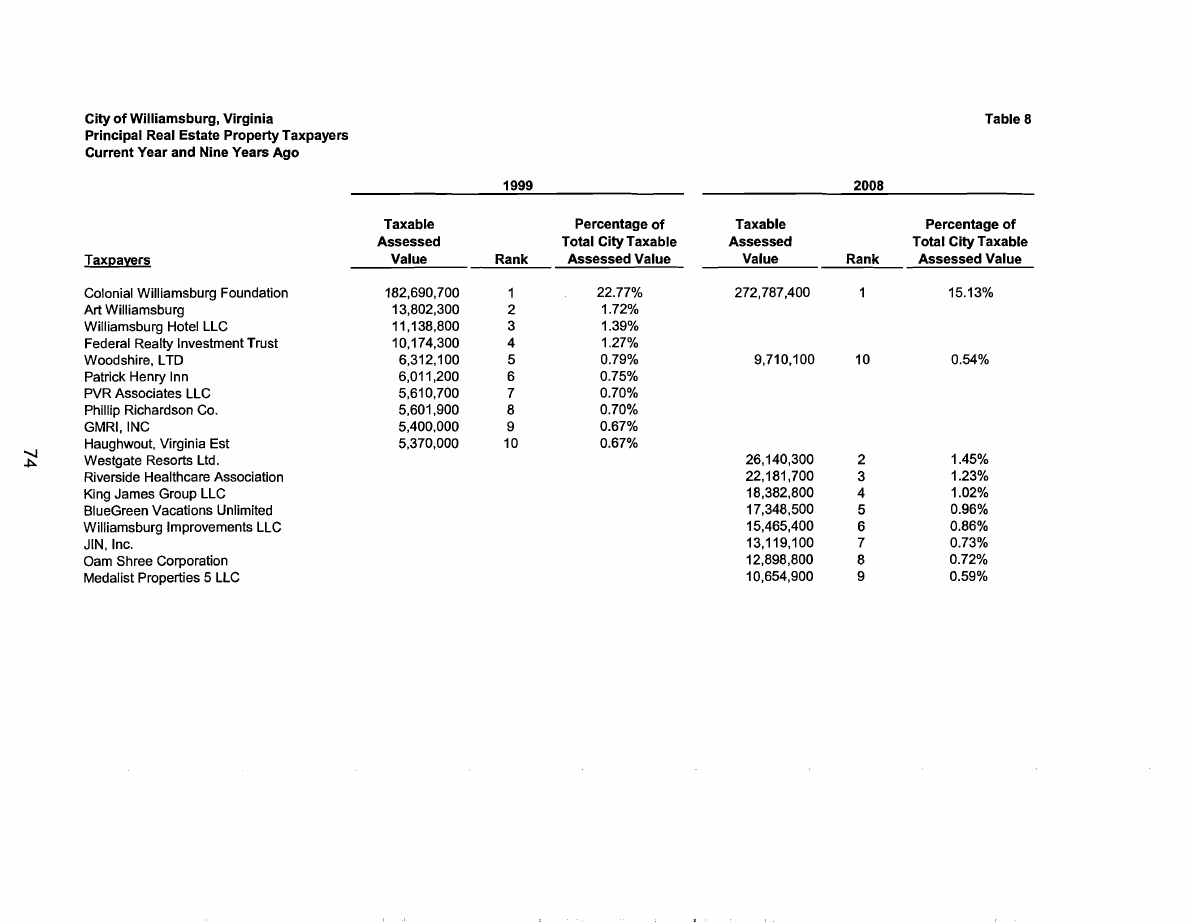 City of Williamsburg, Virginia Table 8
Principal Real Estate Property Taxpayers
Current Year and Nine Years Ago
1999 2008
Taxable Percentage of Taxable Percentage of
Assessed Total City Taxable Assessed Total City Taxable
Taxpayers Value Rank Assessed Value Value Rank Assessed Value
Colonial Williamsburg Foundation 182,690,700 1 22.77% 272,787,400 1 15.13%
Art Williamsburg 13,802,300 2 1.72%
Williamsburg Hotel LLC 11,138,800 3 1.39%
Federal Realty Investment Trust 10,174,300 4 1.27%
Woodshire, LTD 6,312,100 5 0.79% 9,710,100 10 0.54%
Patrick Henry Inn 6,011,200 6 0.75%
PVR Associates LLC 5,610,700 7 0.70%
Phillip Richardson Co. 5,601,900 8 0.70%
GMRI, INC 5,400,000 9 0.67%
Haughwout, Virginia Est 5,370,000 10 0.67%
Westgate Resorts Ltd. 26,140,300 2 1.45%
Riverside Healthcare Association 22,181,700 3 1.23%
King James Group LLC 18,382,800 4 1.02%
BlueGreen Vacations Unlimited 17,348,500 5 0.96%
Williamsburg Improvements LLC 15,465,400 6 0.86%
JIN, Inc. 13,119,100 7 0.73%
Oam Shree Corporation 12,898,800 8 0.72%
Medalist Properties 5 LLC 10,654,900 9 0.59%
74